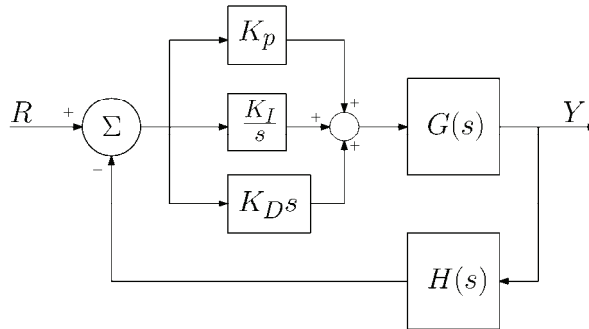 K_p
R + Σ K_I/s + + G(s) Y
+
−
K_D s
H(s)